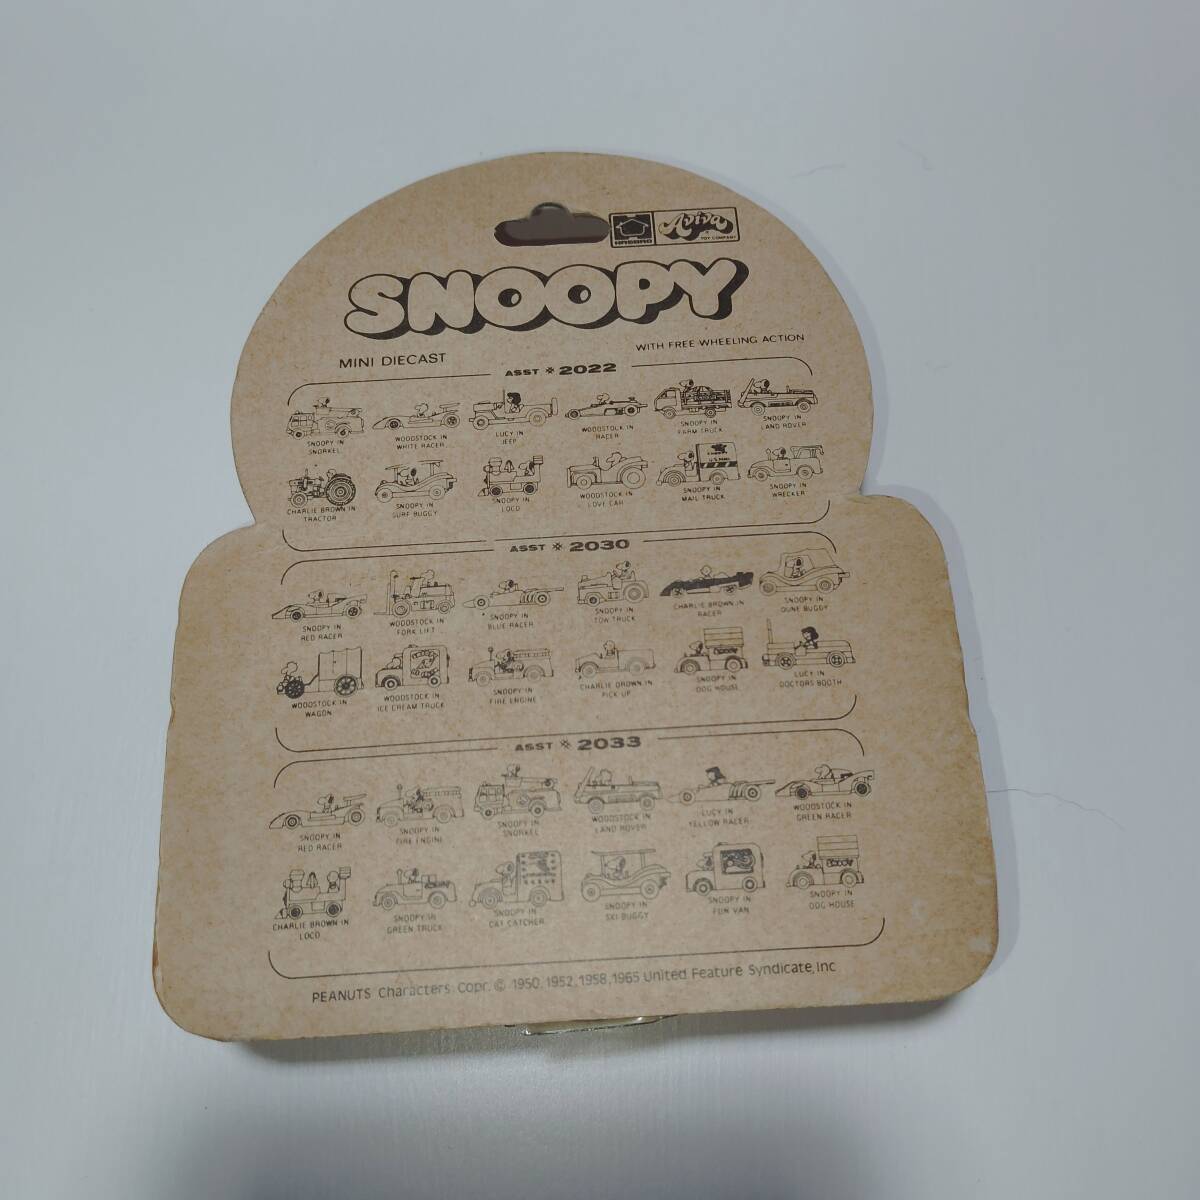 HASBRO
Aviva
TOY COMPANY
SNOOPY
MINI DIECAST
WITH FREE WHEELING ACTION
ASST ※ 2022
SNOOPY IN
SNORKEL
WOODSTOCK IN
WHITE RACER
LUCY IN
JEEP
WOODSTOCK IN
RACER
SNOOPY IN
FARM TRUCK
SNOOPY IN
LAND ROVER
U.S. MAIL
CHARLIE BROWN IN
TRACTOR
SNOOPY IN
SURF BUGGY
SNOOPY IN
LOCO
WOODSTOCK IN
LOVE CAR
SNOOPY IN
MAIL TRUCK
SNOOPY IN
WRECKER
ASST ※ 2030
SNOOPY IN
RED RACER
WOODSTOCK IN
FORK LIFT
SNOOPY IN
BLUE RACER
SNOOPY IN
TOW TRUCK
CHARLIE BROWN IN
RACER
SNOOPY IN
DUNE BUGGY
Snoopy
WOODSTOCK IN
WAGON
WOODSTOCK IN
ICE CREAM TRUCK
SNOOPY IN
FIRE ENGINE
CHARLIE BROWN IN
PICK UP
SNOOPY IN
DOG HOUSE
LUCY IN
DOCTORS BOOTH
ASST ※ 2033
SNOOPY IN
RED RACER
SNOOPY IN
FIRE ENGINE
SNOOPY IN
SNORKEL
WOODSTOCK IN
LAND ROVER
LUCY IN
YELLOW RACER
WOODSTOCK IN
GREEN RACER
Snoopy
CHARLIE BROWN IN
LOCO
SNOOPY IN
GREEN TRUCK
SNOOPY IN
CAT CATCHER
SNOOPY IN
SKI BUGGY
SNOOPY IN
FUN VAN
SNOOPY IN
DOG HOUSE
PEANUTS Characters: Copr. © 1950, 1952, 1958, 1965 United Feature Syndicate, Inc